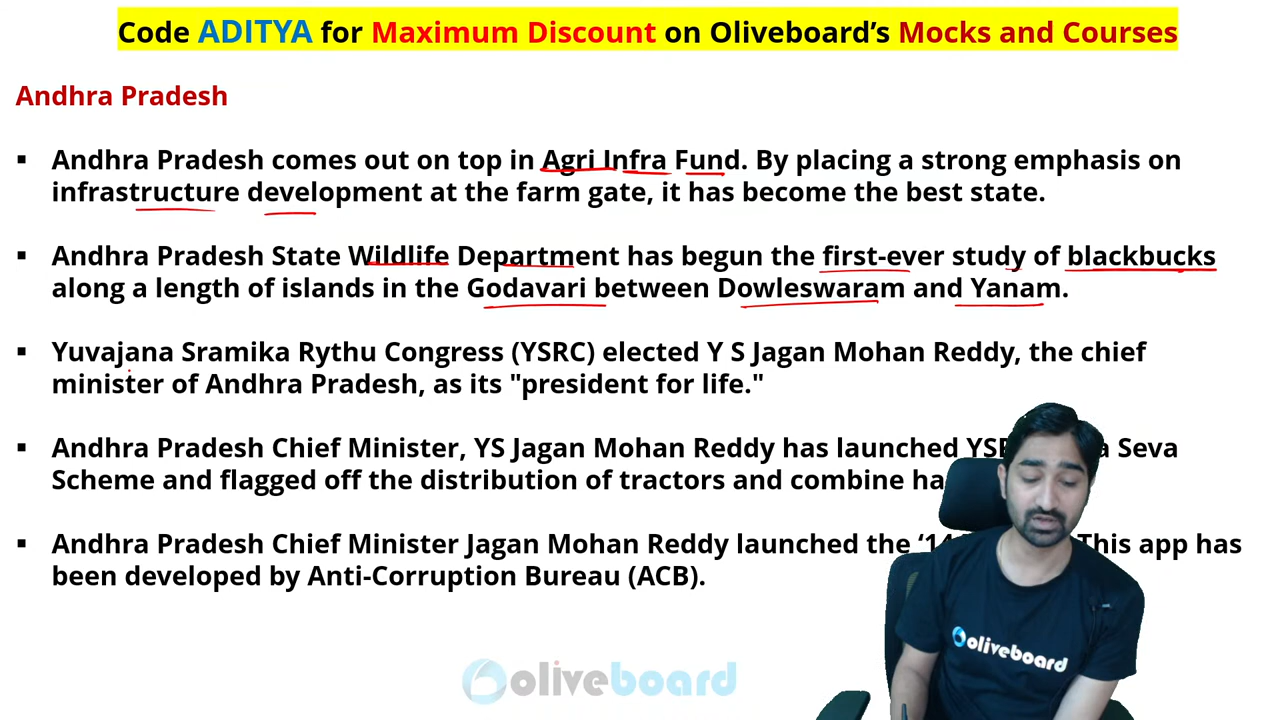 Code ADITYA for Maximum Discount on Oliveboard's Mocks and Courses
Andhra Pradesh
▪ Andhra Pradesh comes out on top in Agri Infra Fund. By placing a strong emphasis on
infrastructure development at the farm gate, it has become the best state.
▪ Andhra Pradesh State Wildlife Department has begun the first-ever study of blackbucks
along a length of islands in the Godavari between Dowleswaram and Yanam.
▪ Yuvajana Sramika Rythu Congress (YSRC) elected Y S Jagan Mohan Reddy, the chief
minister of Andhra Pradesh, as its "president for life."
▪ Andhra Pradesh Chief Minister, YS Jagan Mohan Reddy has launched Seva
Scheme and flagged off the distribution of tractors and combine
▪ Andhra Pradesh Chief Minister Jagan Mohan Reddy launched the This app has
been developed by Anti-Corruption Bureau (ACB).
oliveboard
oliveboard